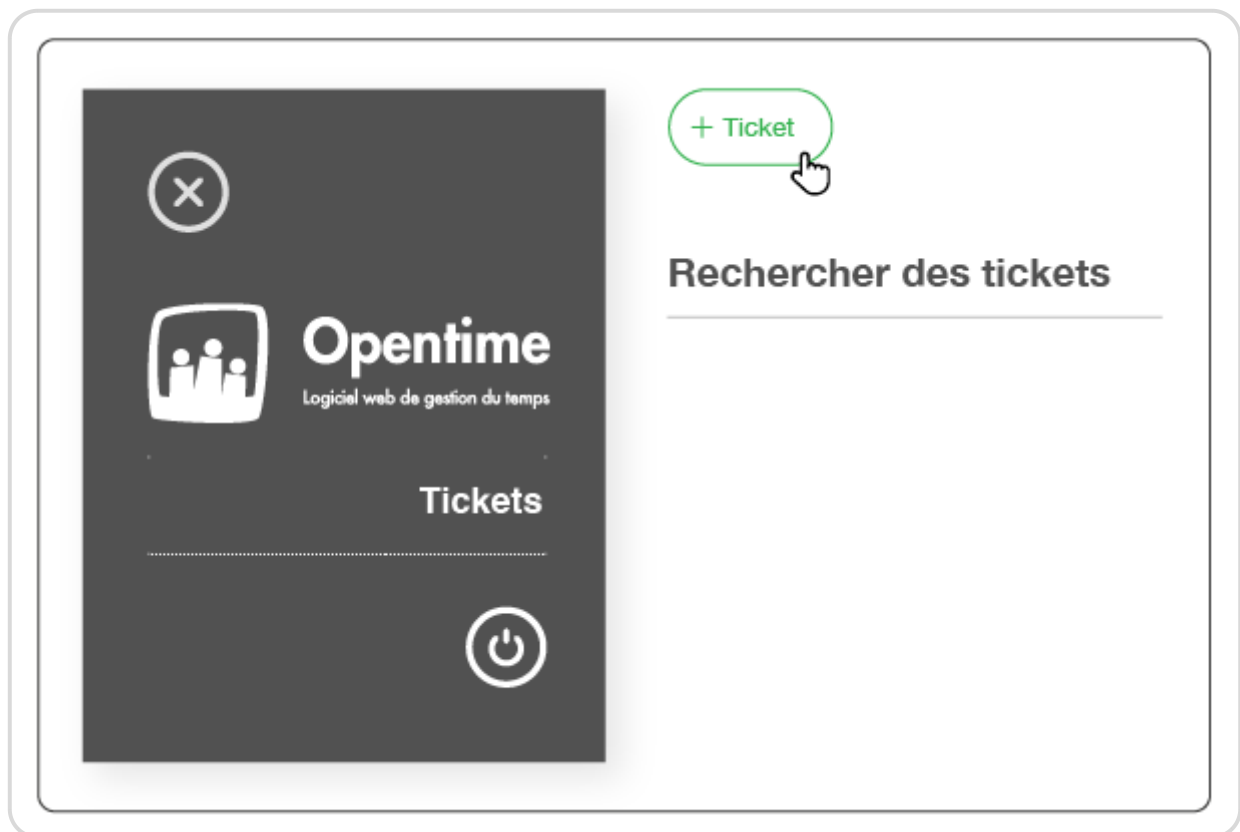 Opentime
Logiciel web de gestion du temps
Tickets
+ Ticket
Rechercher des tickets